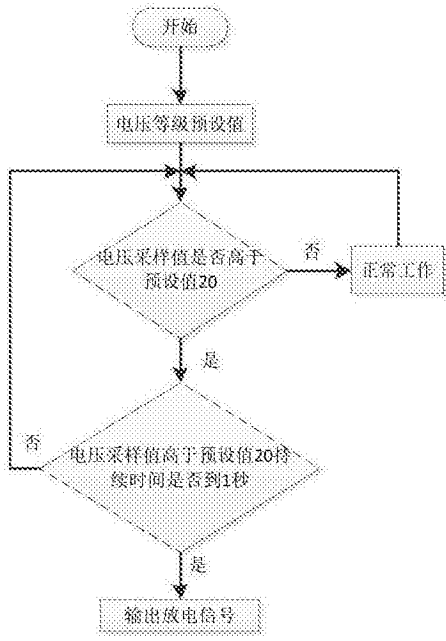 开始
电压等级预设值
电压采样值是否高于
预设值20
否
正常工作
是
否
电压采样值高于预设值20持
续时间是否到1秒
是
输出放电信号